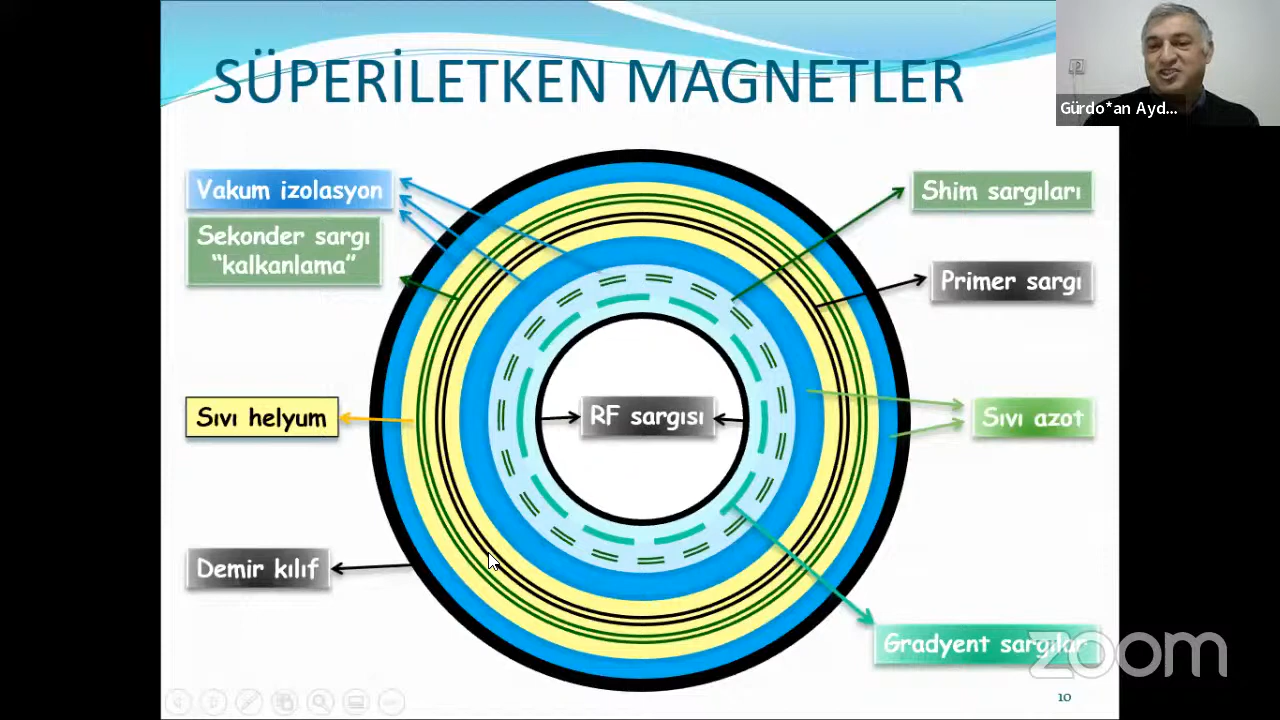 SÜPERİLETKEN MAGNETLER
Gürdo*an Ayd...
Vakum izolasyon
Sekonder sargı
“kalkanlama”
Shim sargıları
Primer sargı
Sıvı helyum
RF sargısı
Sıvı azot
Demir kılıf
Gradyent sargılar
zoom
10